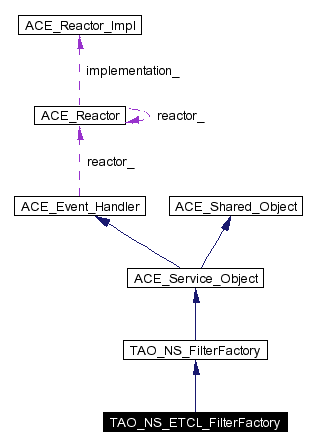 ACE_Reactor_Impl
implementation_
ACE_Reactor
reactor_
reactor_
ACE_Event_Handler
ACE_Shared_Object
ACE_Service_Object
TAO_NS_FilterFactory
TAO_NS_ETCL_FilterFactory